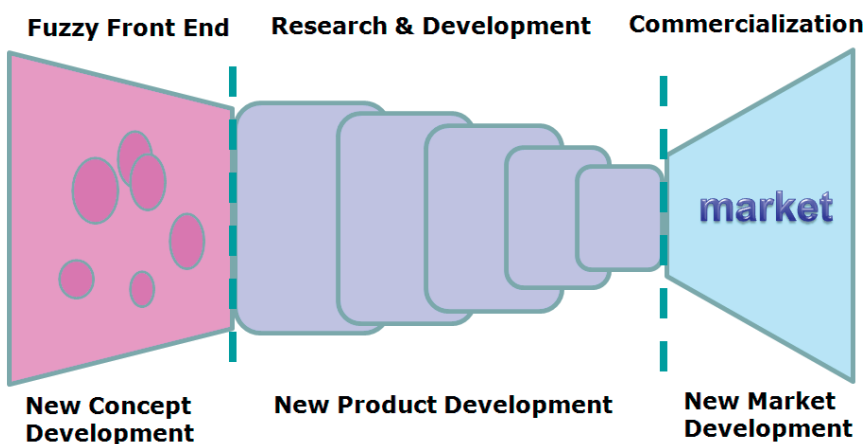 Fuzzy Front End
Research & Development
Commercialization
market
New Concept
Development
New Product Development
New Market
Development